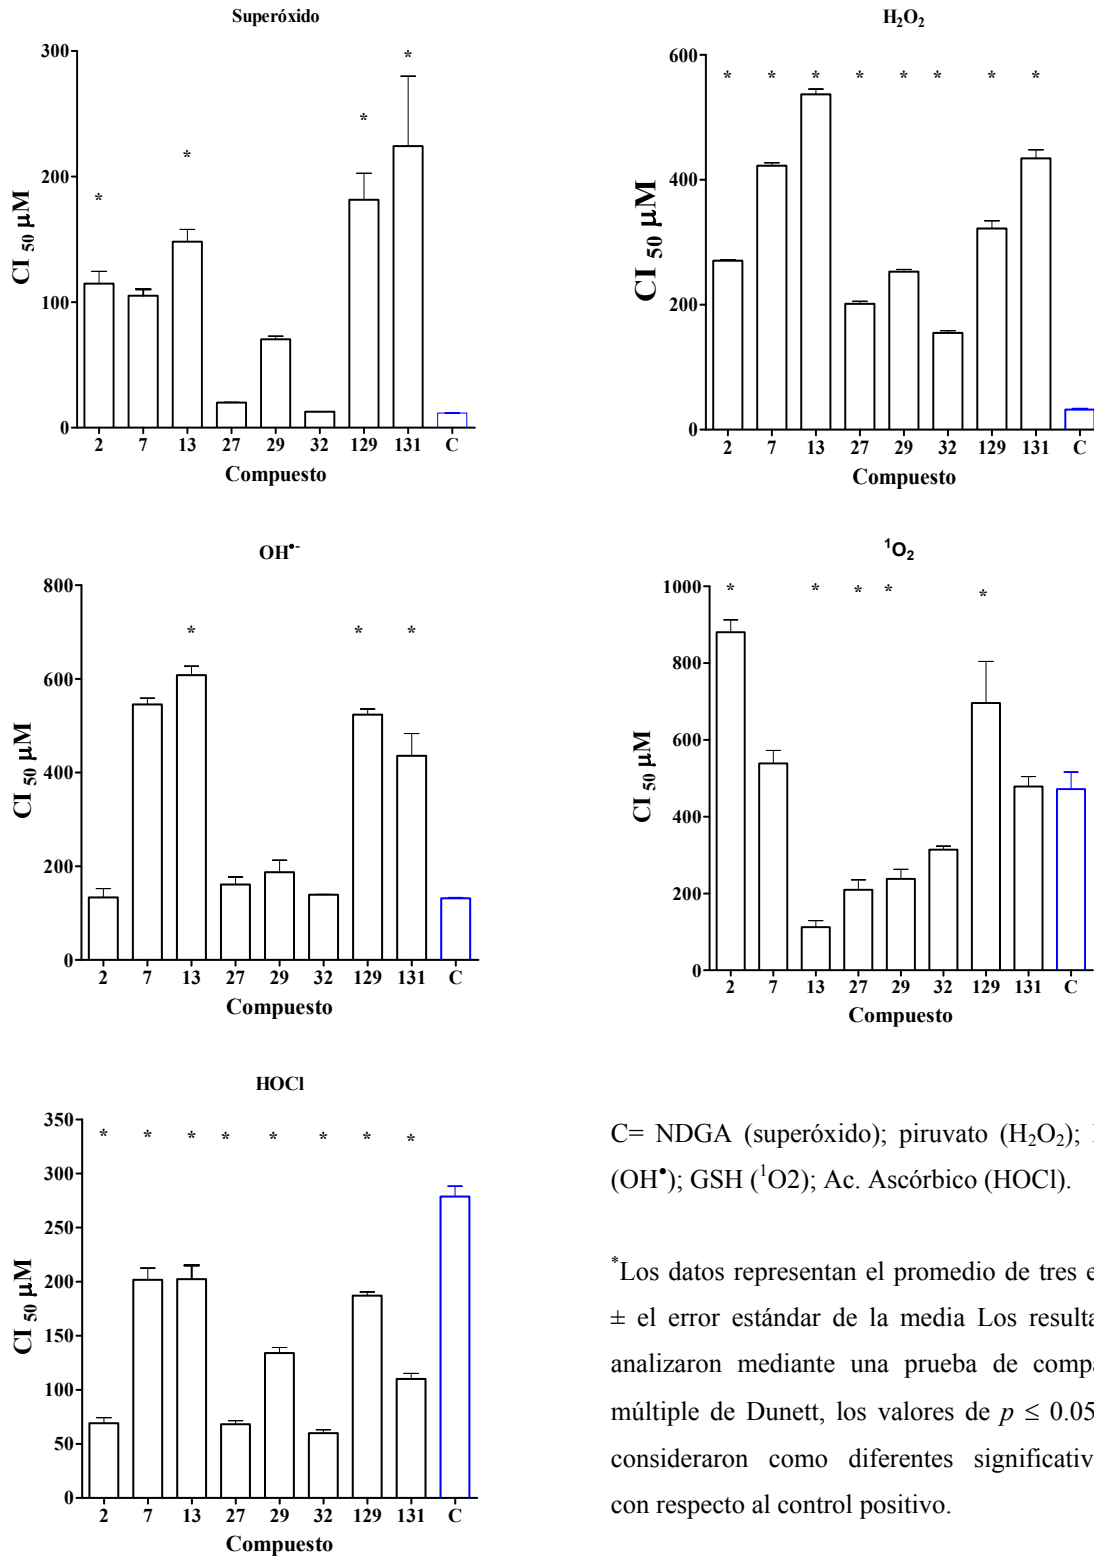 Superóxido
300
200
100
0
CI 50 µM
* * * *
2 7 13 27 29 32 129 131 C
Compuesto
H2O2
600
400
200
0
CI 50 µM
* * * * * * * *
2 7 13 27 29 32 129 131 C
Compuesto
OH•-
800
600
400
200
0
CI 50 µM
* * *
2 7 13 27 29 32 129 131 C
Compuesto
1O2
1000
800
600
400
200
0
CI 50 µM
* * * * *
2 7 13 27 29 32 129 131 C
Compuesto
HOCl
350
300
250
200
150
100
50
0
CI 50 µM
* * * * * * * *
2 7 13 27 29 32 129 131 C
Compuesto
C= NDGA (superóxido); piruvato (H2O2);
(OH•); GSH (1O2); Ac. Ascórbico (HOCl).
*Los datos representan el promedio de tres e
± el error estándar de la media Los resulta
analizaron mediante una prueba de compa
múltiple de Dunett, los valores de p ≤ 0.05
consideraron como diferentes significativ
con respecto al control positivo.